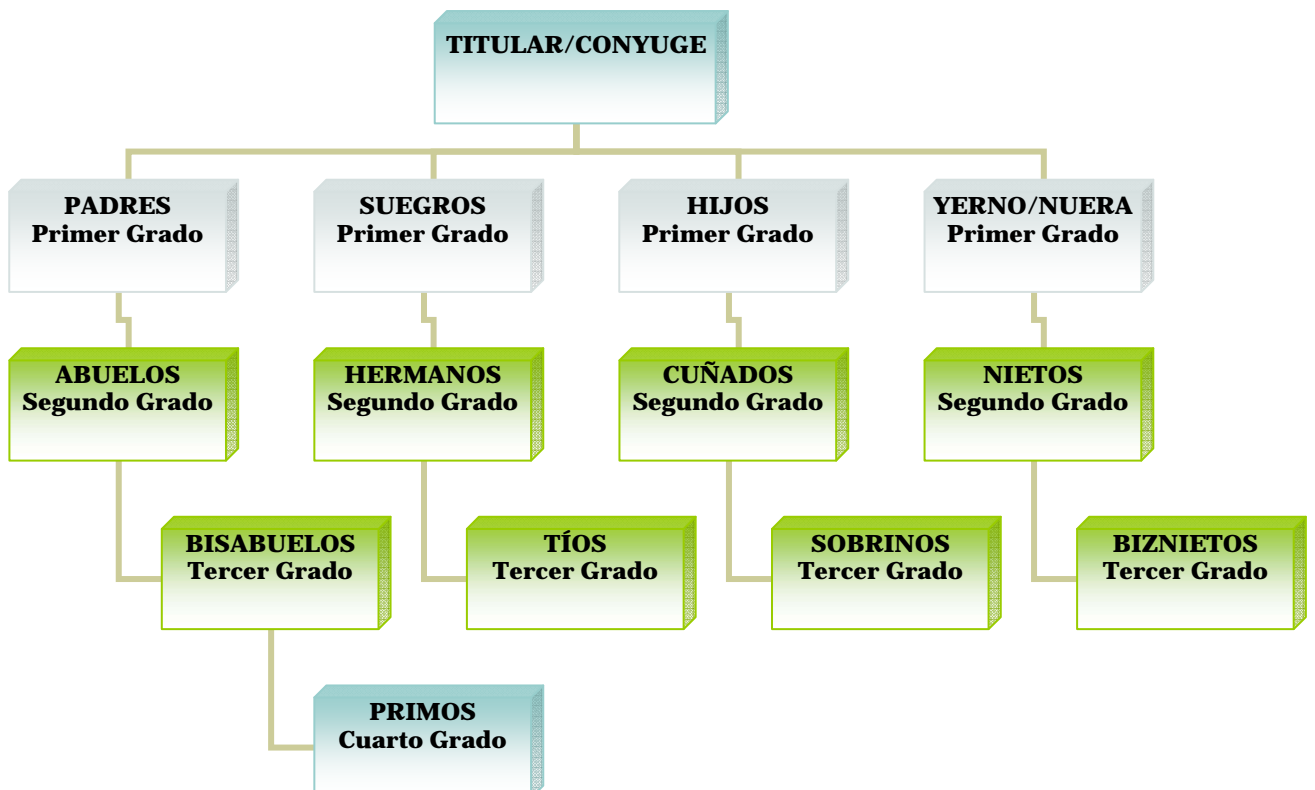 TITULAR/CONYUGE
PADRES
Primer Grado
SUEGROS
Primer Grado
HIJOS
Primer Grado
YERNO/NUERA
Primer Grado
ABUELOS
Segundo Grado
HERMANOS
Segundo Grado
CUÑADOS
Segundo Grado
NIETOS
Segundo Grado
BISABUELOS
Tercer Grado
TÍOS
Tercer Grado
SOBRINOS
Tercer Grado
BIZNIETOS
Tercer Grado
PRIMOS
Cuarto Grado